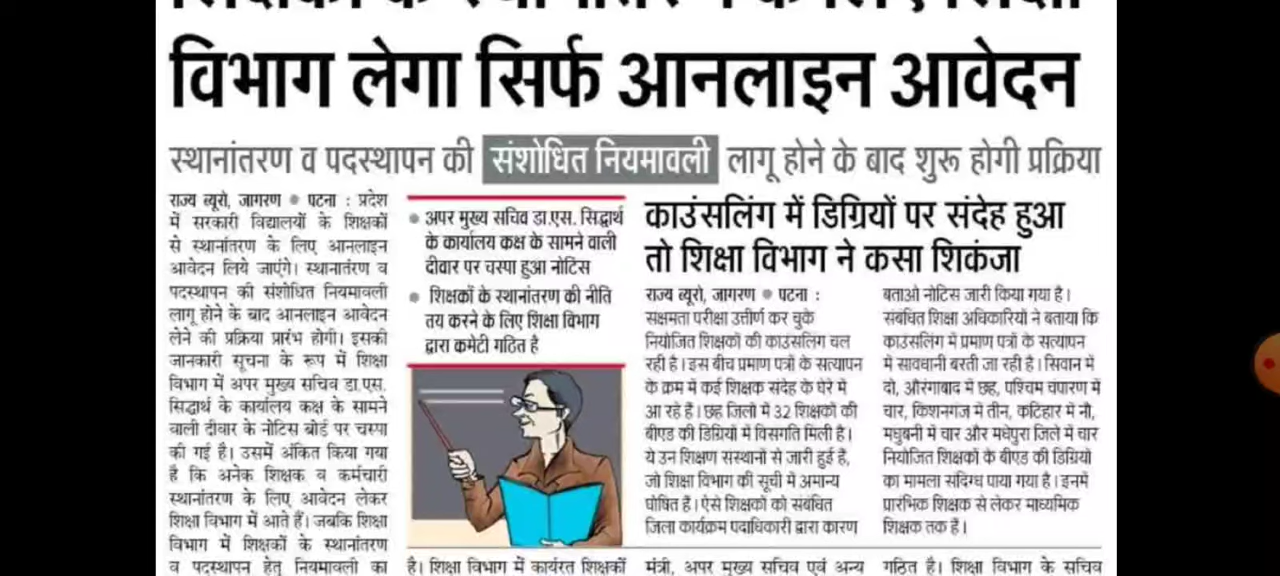 विभाग लेगा सिर्फ आनलाइन आवेदन
स्थानांतरण व पदस्थापन की संशोधित नियमावली लागू होने के बाद शुरू होगी प्रक्रिया
राज्य ब्यूरो, जागरण ● पटना : प्रदेश
में सरकारी विद्यालयों के शिक्षकों
से स्थानांतरण के लिए आनलाइन
आवेदन लिये जाएंगे। स्थानातंरण व
पदस्थापन की संशोधित नियमावली
लागू होने के बाद आनलाइन आवेदन
लेने की प्रक्रिया प्रारंभ होगी। इसकी
जानकारी सूचना के रूप में शिक्षा
विभाग में अपर मुख्य सचिव डा.एस.
सिद्धार्थ के कार्यालय कक्ष के सामने
वाली दीवार के नोटिस बोर्ड पर चस्पा
की गई है। उसमें अंकित किया गया
है कि अनेक शिक्षक व कर्मचारी
स्थानांतरण के लिए आवेदन लेकर
शिक्षा विभाग में आते हैं। जबकि शिक्षा
विभाग में शिक्षकों के स्थानांतरण
व पदस्थापन हेतु नियमावली का
● अपर मुख्य सचिव डा.एस. सिद्धार्थ
के कार्यालय कक्ष के सामने वाली
दीवार पर चस्पा हुआ नोटिस
● शिक्षकों के स्थानांतरण की नीति
तय करने के लिए शिक्षा विभाग
द्वारा कमेटी गठित है
है। शिक्षा विभाग में कार्यरत शिक्षकों
काउंसलिंग में डिग्रियों पर संदेह हुआ
तो शिक्षा विभाग ने कसा शिकंजा
राज्य ब्यूरो, जागरण ● पटना :
सक्षमता परीक्षा उत्तीर्ण कर चुके
नियोजित शिक्षकों की काउंसलिंग चल
रही है। इस बीच प्रमाण पत्रों के सत्यापन
के क्रम में कई शिक्षक संदेह के घेरे में
आ रहे हैं। छह जिलों में 32 शिक्षकों की
बीएड की डिग्रियों में विसगति मिली है।
ये उन शिक्षण संस्थानों से जारी हुई हैं,
जो शिक्षा विभाग की सूची में अमान्य
घोषित हैं। ऐसे शिक्षकों को संबंधित
जिला कार्यक्रम पदाधिकारी द्वारा कारण
बताओ नोटिस जारी किया गया है।
संबंधित शिक्षा अधिकारियों ने बताया कि
काउंसलिंग में प्रमाण पत्रों के सत्यापन
में सावधानी बरती जा रही है। सिवान में
दो, औरंगाबाद में छह, पश्चिम चंपारण में
चार, किशनगंज में तीन, कटिहार में नौ,
मधुबनी में चार और मधेपुरा जिले में चार
नियोजित शिक्षकों के बीएड की डिग्रियों
का मामला संदिग्ध पाया गया है। इनमें
प्रारंभिक शिक्षक से लेकर माध्यमिक
शिक्षक तक हैं।
मंत्री, अपर मुख्य सचिव एवं अन्य
गठित है। शिक्षा विभाग के सचिव